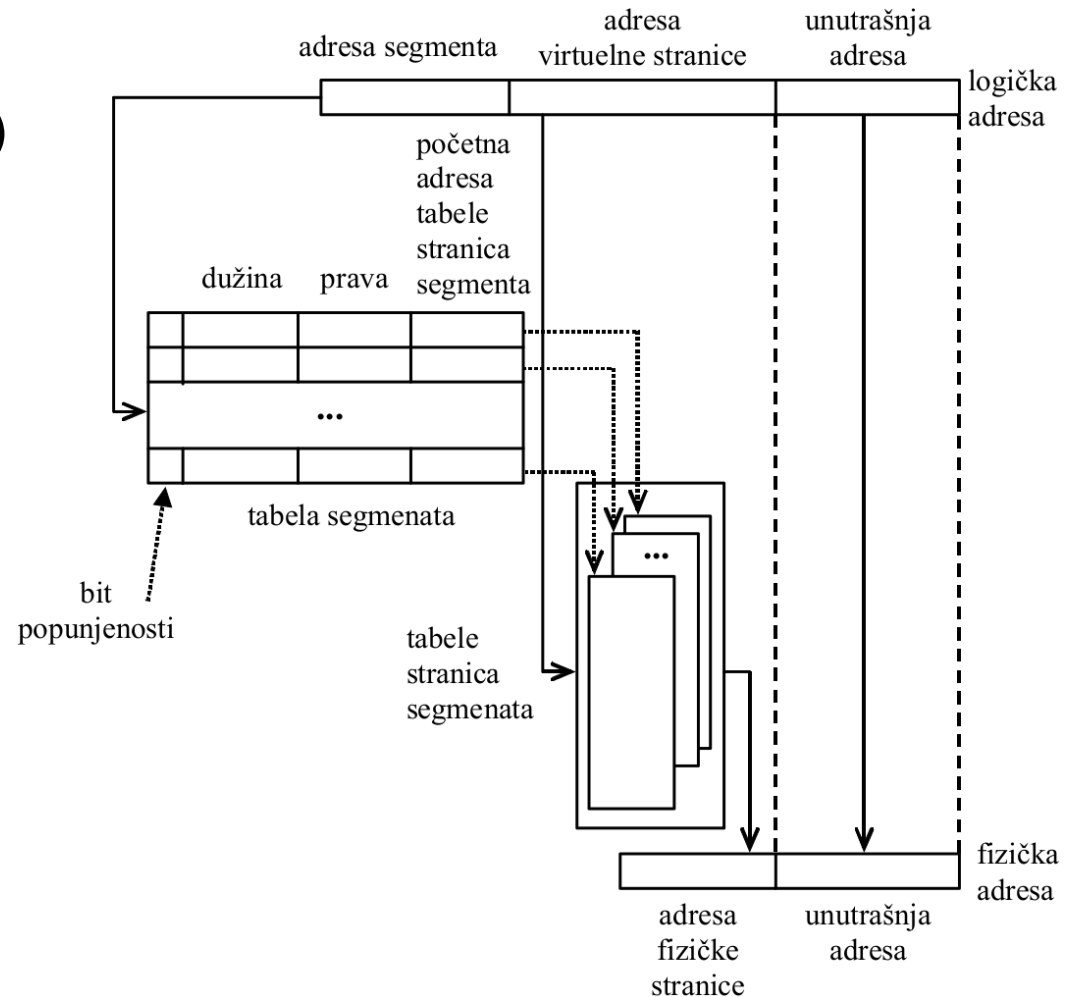 adresa segmenta
adresa
virtuelne stranice
unutrašnja
adresa
logička
adresa
početna
adresa
tabele
stranica
segmenta
dužina
prava
...
tabela segmenata
bit
popunjenosti
...
tabele
stranica
segmenata
fizička
adresa
adresa
fizičke
stranice
unutrašnja
adresa